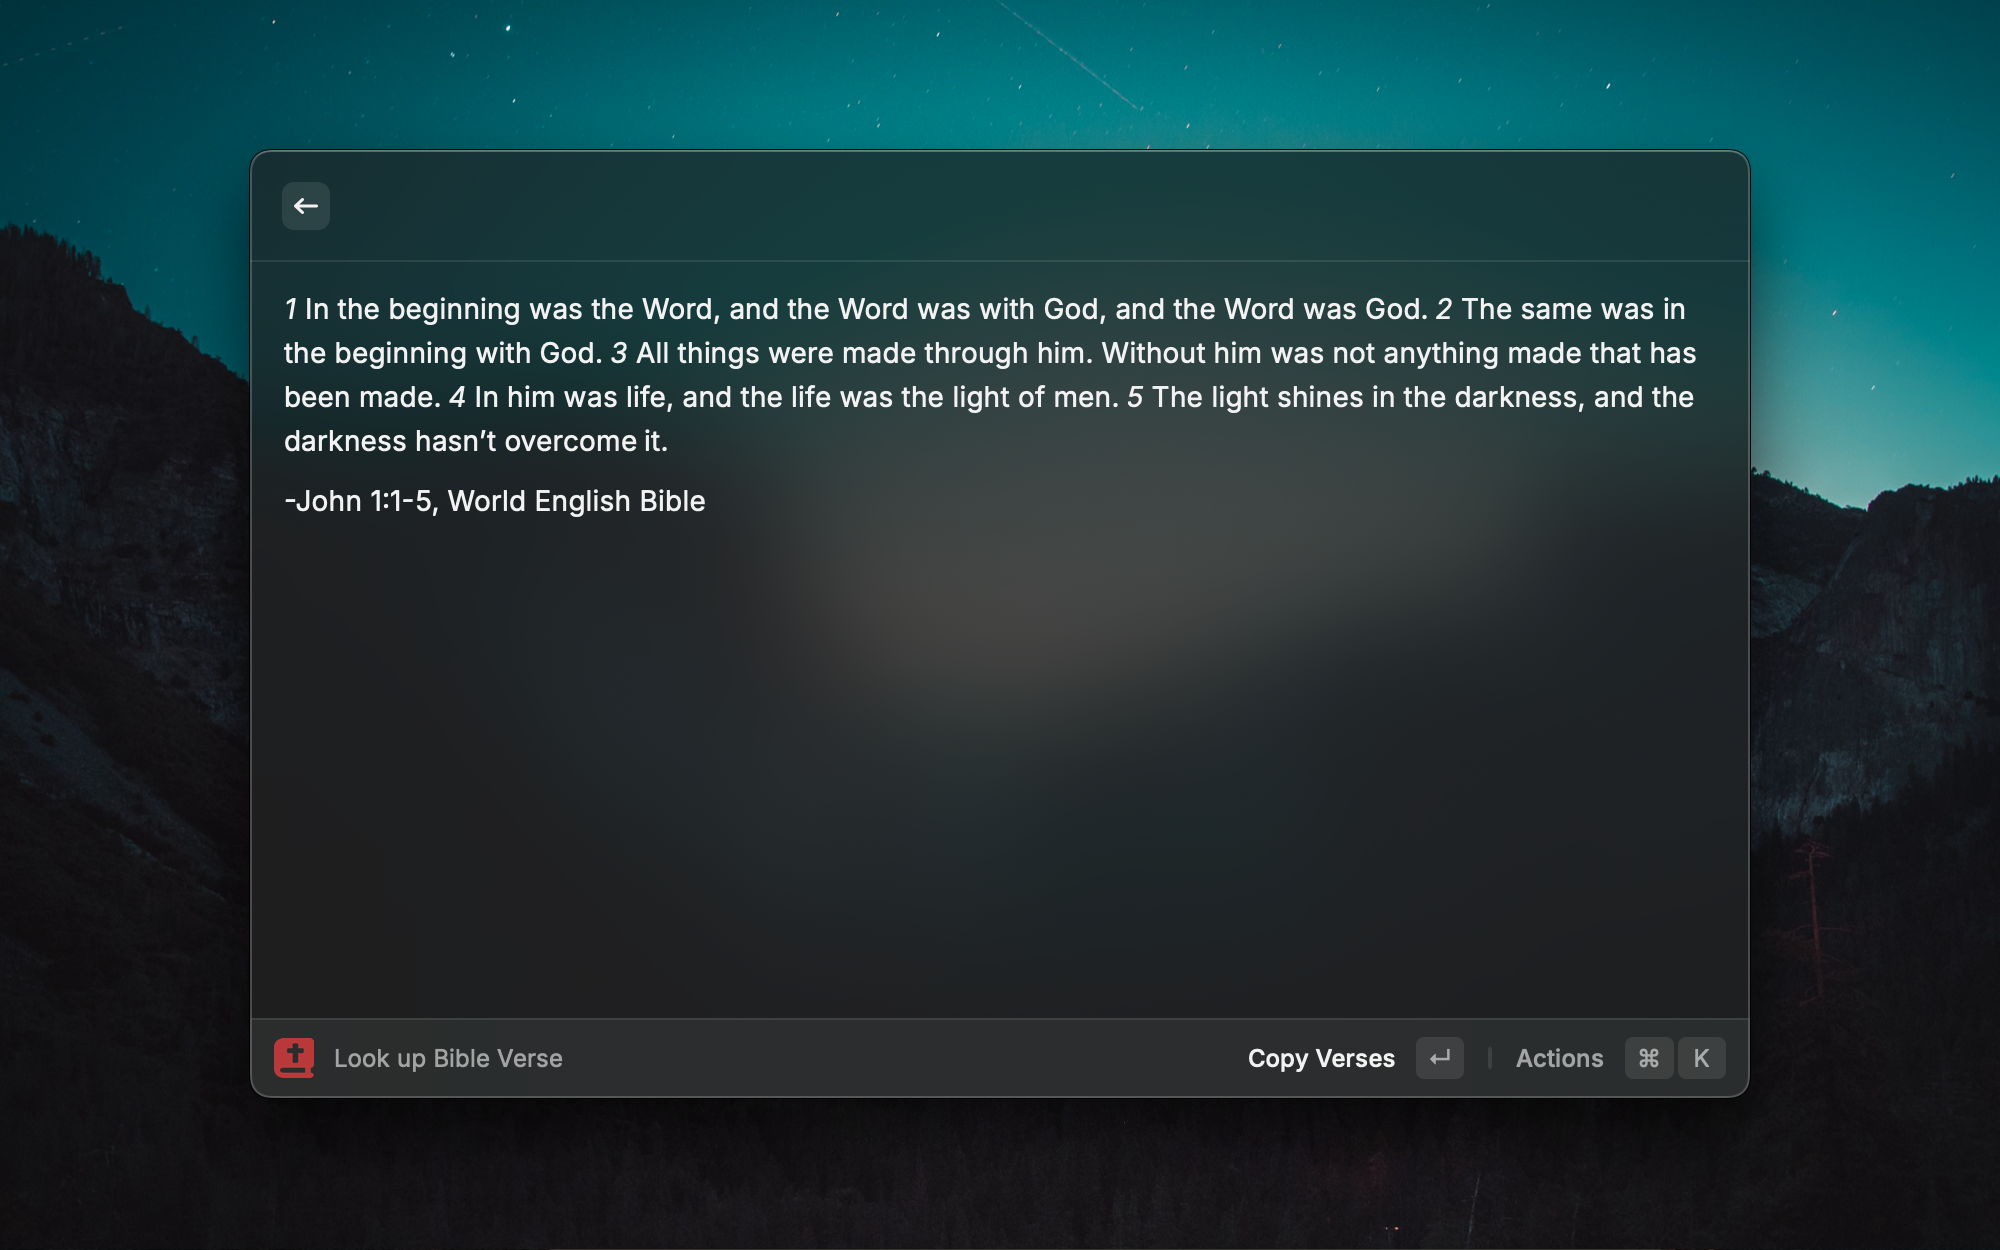 1 In the beginning was the Word, and the Word was with God, and the Word was God. 2 The same was in
the beginning with God. 3 All things were made through him. Without him was not anything made that has
been made. 4 In him was life, and the life was the light of men. 5 The light shines in the darkness, and the
darkness hasn’t overcome it.
-John 1:1-5, World English Bible
Look up Bible Verse
Copy Verses ↵ | Actions ⌘ K